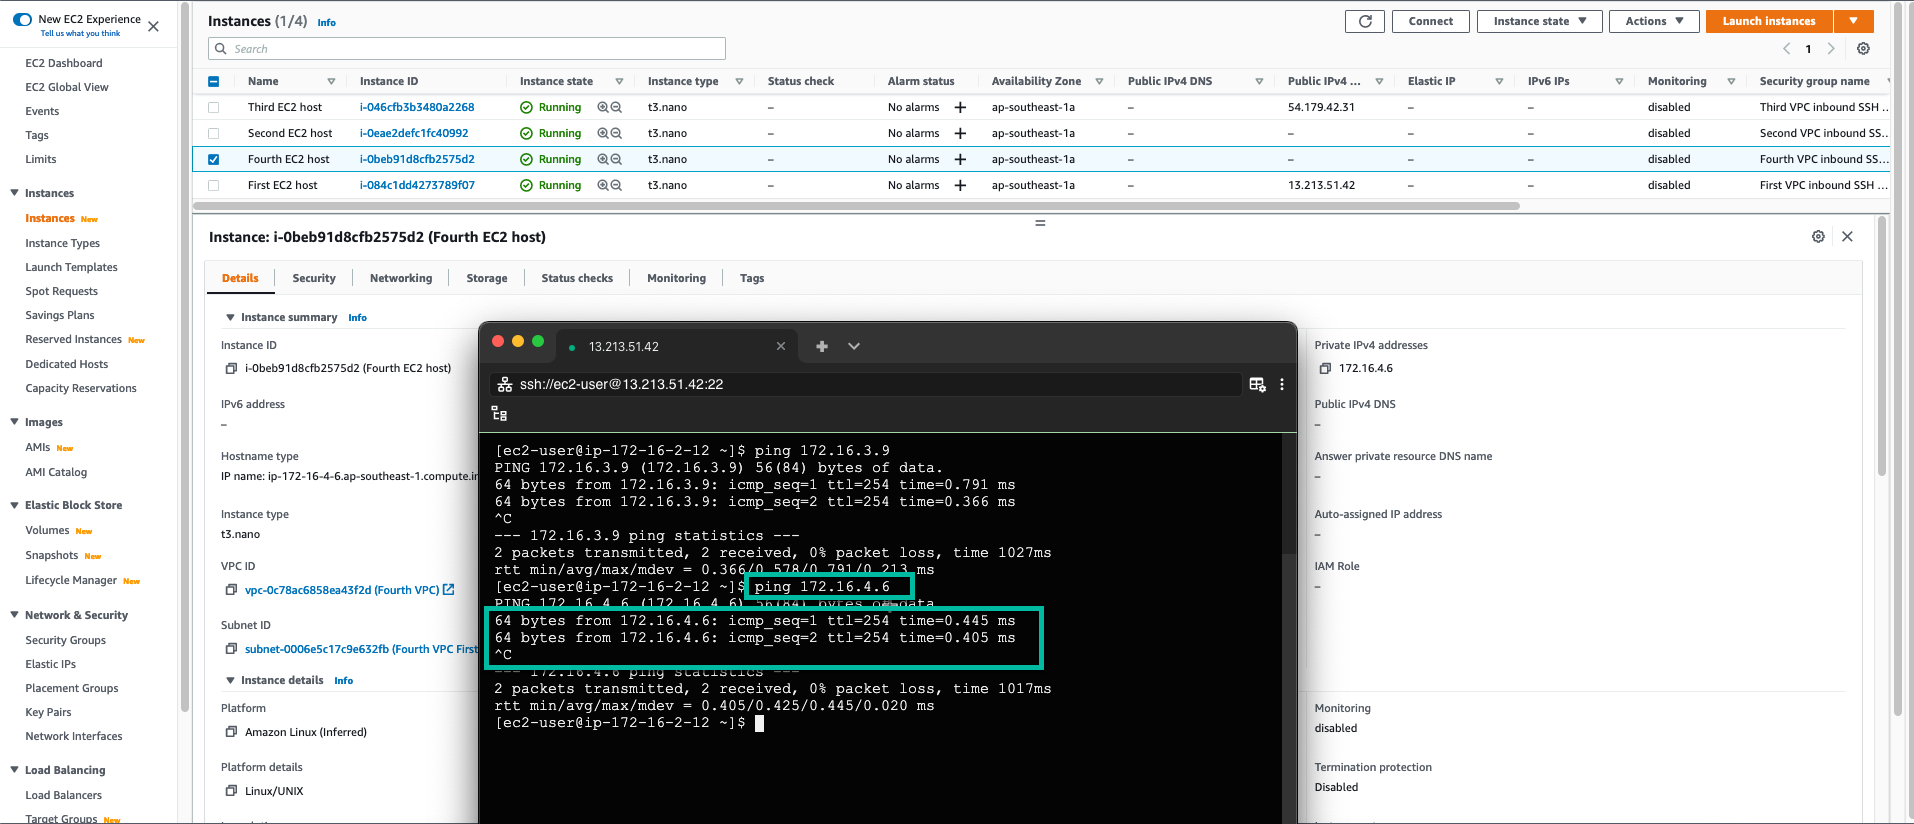 New EC2 Experience
Tell us what you think
EC2 Dashboard
EC2 Global View
Events
Tags
Limits
Instances
Instances New
Instance Types
Launch Templates
Spot Requests
Savings Plans
Reserved Instances New
Dedicated Hosts
Capacity Reservations
Images
AMIs New
AMI Catalog
Elastic Block Store
Volumes New
Snapshots New
Lifecycle Manager New
Network & Security
Security Groups
Elastic IPs
Placement Groups
Key Pairs
Network Interfaces
Load Balancing
Load Balancers
Target Groups New
Instances (1/4) Info
Connect
Instance state
Actions
Launch instances
Search
1
Name Instance ID Instance state Instance type Status check Alarm status Availability Zone Public IPv4 DNS Public IPv4 ... Elastic IP IPv6 IPs Monitoring Security group name
Third EC2 host i-046cfb3b3480a2268 Running t3.nano – No alarms + ap-southeast-1a – 54.179.42.31 – – disabled Third VPC inbound SSH ...
Second EC2 host i-0eae2defc1fc40992 Running t3.nano – No alarms + ap-southeast-1a – – – – disabled Second VPC inbound SS...
Fourth EC2 host i-0beb91d8cfb2575d2 Running t3.nano – No alarms + ap-southeast-1a – – – – disabled Fourth VPC inbound SS...
First EC2 host i-084c1dd4273789f07 Running t3.nano – No alarms + ap-southeast-1a – 13.213.51.42 – – disabled First VPC inbound SSH ...
Instance: i-0beb91d8cfb2575d2 (Fourth EC2 host)
Details Security Networking Storage Status checks Monitoring Tags
Instance summary Info
Instance ID
i-0beb91d8cfb2575d2 (Fourth EC2 host)
IPv6 address
–
Hostname type
IP name: ip-172-16-4-6.ap-southeast-1.compute.in
Instance type
t3.nano
VPC ID
vpc-0c78ac6858ea43f2d (Fourth VPC)
Subnet ID
subnet-0006e5c17c9e632fb (Fourth VPC First
Instance details Info
Platform
Amazon Linux (Inferred)
Platform details
Linux/UNIX
13.213.51.42
ssh://ec2-user@13.213.51.42:22
[ec2-user@ip-172-16-2-12 ~]$ ping 172.16.3.9
PING 172.16.3.9 (172.16.3.9) 56(84) bytes of data.
64 bytes from 172.16.3.9: icmp_seq=1 ttl=254 time=0.791 ms
64 bytes from 172.16.3.9: icmp_seq=2 ttl=254 time=0.366 ms
^C
--- 172.16.3.9 ping statistics ---
2 packets transmitted, 2 received, 0% packet loss, time 1027ms
rtt min/avg/max/mdev = 0.366/0.578/0.791/0.213 ms
[ec2-user@ip-172-16-2-12 ~]$ ping 172.16.4.6
PING 172.16.4.6 (172.16.4.6) 56(84) bytes of data.
64 bytes from 172.16.4.6: icmp_seq=1 ttl=254 time=0.445 ms
64 bytes from 172.16.4.6: icmp_seq=2 ttl=254 time=0.405 ms
^C
--- 172.16.4.6 ping statistics ---
2 packets transmitted, 2 received, 0% packet loss, time 1017ms
rtt min/avg/max/mdev = 0.405/0.425/0.445/0.020 ms
[ec2-user@ip-172-16-2-12 ~]$
Private IPv4 addresses
172.16.4.6
Public IPv4 DNS
–
Answer private resource DNS name
–
Auto-assigned IP address
–
IAM Role
–
Monitoring
disabled
Termination protection
Disabled